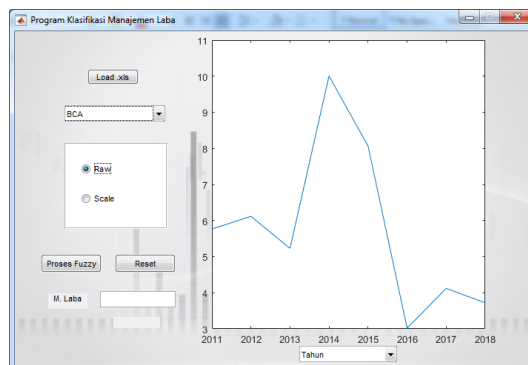 Program Klasifikasi Manajemen Laba
Load .xls
BCA
Raw
Scale
Proses Fuzzy
Reset
M. Laba
11
10
9
8
7
6
5
4
3
2011 2012 2013 2014 2015 2016 2017 2018
Tahun